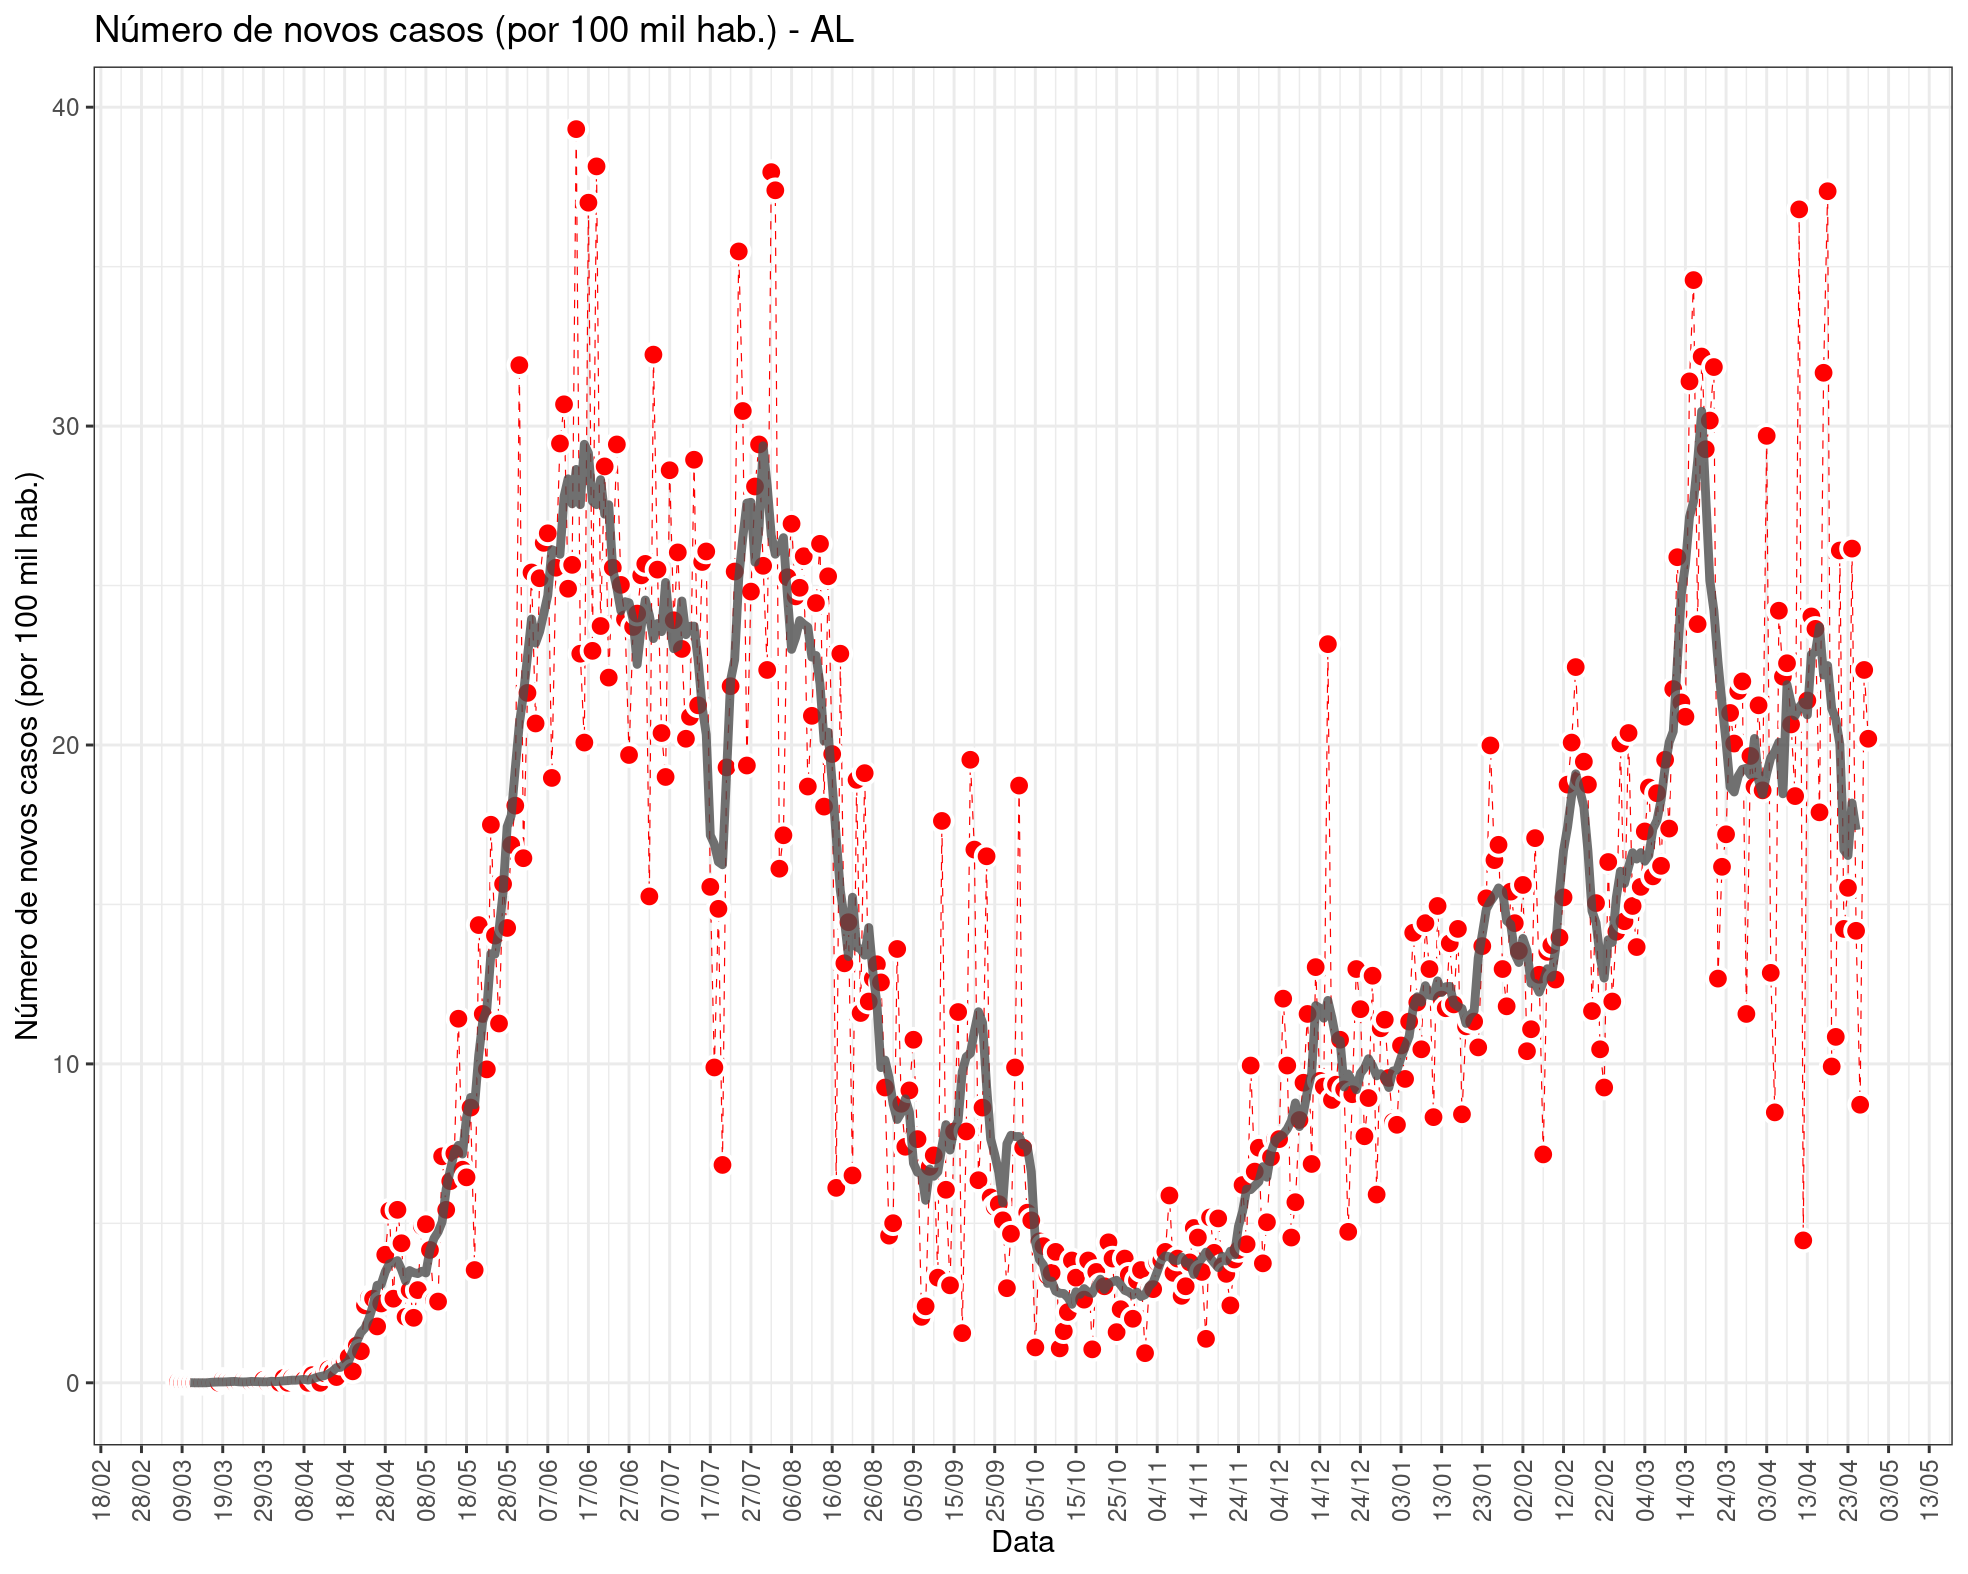 Número de novos casos (por 100 mil hab.) - AL
Número de novos casos (por 100 mil hab.)
40
30
20
10
0
18/02 28/02 09/03 19/03 29/03 08/04 18/04 28/04 08/05 18/05 28/05 07/06 17/06 27/06 07/07 17/07 27/07 06/08 16/08 26/08 05/09 15/09 25/09 05/10 15/10 25/10 04/11 14/11 24/11 04/12 14/12 24/12 03/01 13/01 23/01 02/02 12/02 22/02 04/03 14/03 24/03 03/04 13/04 23/04 03/05 13/05
Data